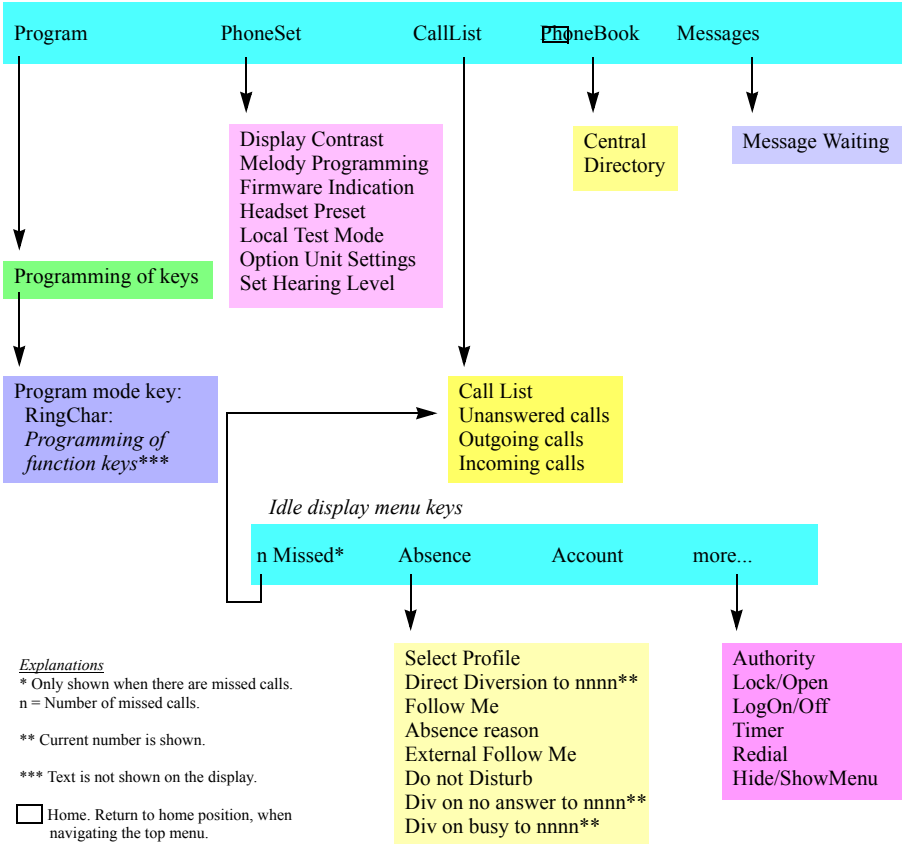 Program PhoneSet CallList PhoneBook Messages
Display Contrast
Melody Programming
Firmware Indication
Headset Preset
Local Test Mode
Option Unit Settings
Set Hearing Level
Central
Directory
Message Waiting
Programming of keys
Program mode key:
RingChar:
Programming of
function keys***
Call List
Unanswered calls
Outgoing calls
Incoming calls
Idle display menu keys
n Missed* Absence Account more...
Select Profile
Direct Diversion to nnnn**
Follow Me
Absence reason
External Follow Me
Do not Disturb
Div on no answer to nnnn**
Div on busy to nnnn**
Authority
Lock/Open
LogOn/Off
Timer
Redial
Hide/ShowMenu
Explanations
* Only shown when there are missed calls.
n = Number of missed calls.
** Current number is shown.
*** Text is not shown on the display.
Home. Return to home position, when
navigating the top menu.